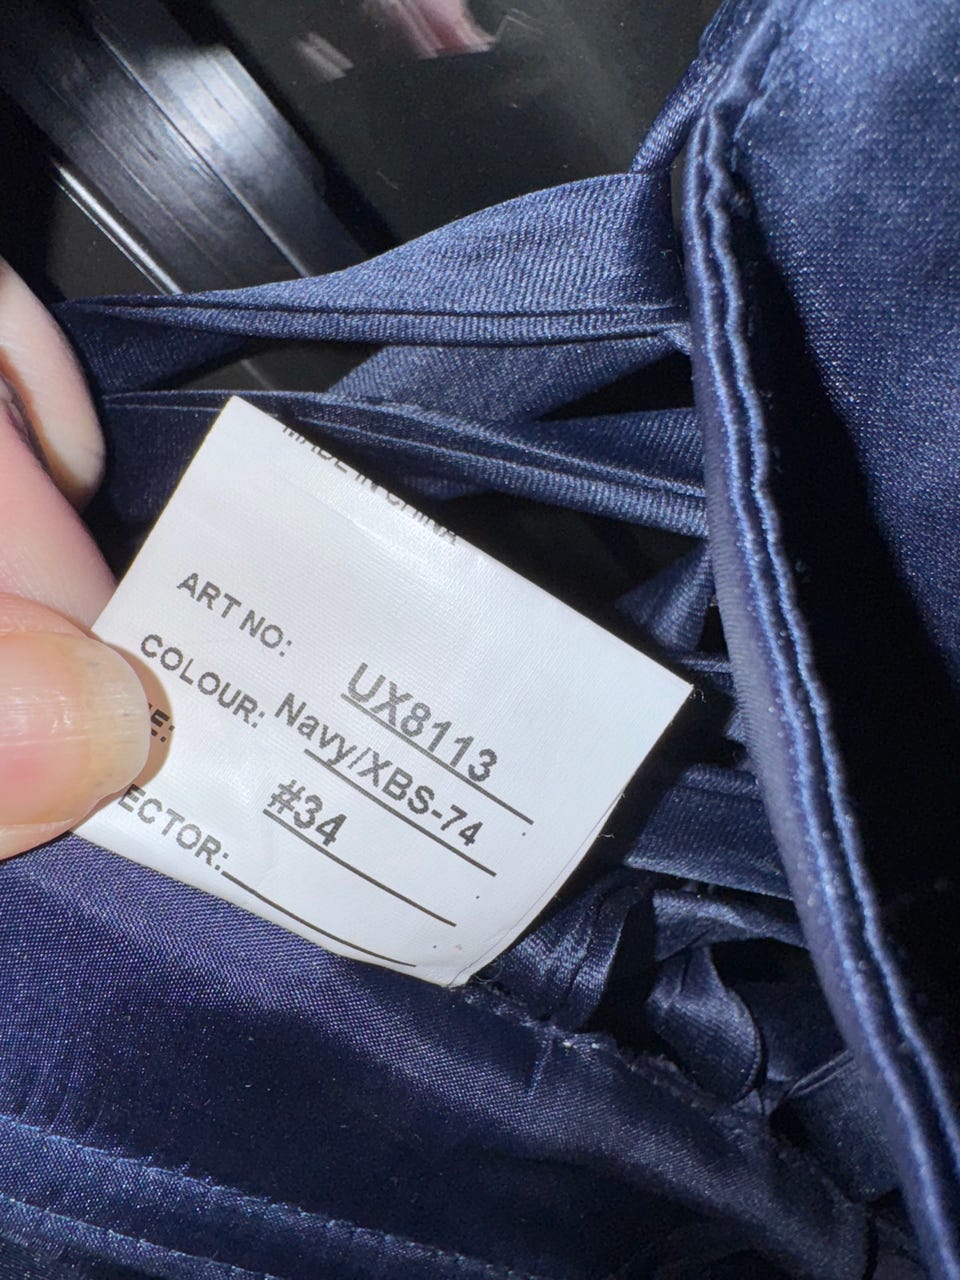 MADE IN CHINA
ART NO: UX8113
COLOUR: Navy/XBS-74
E: #34
ECTOR: